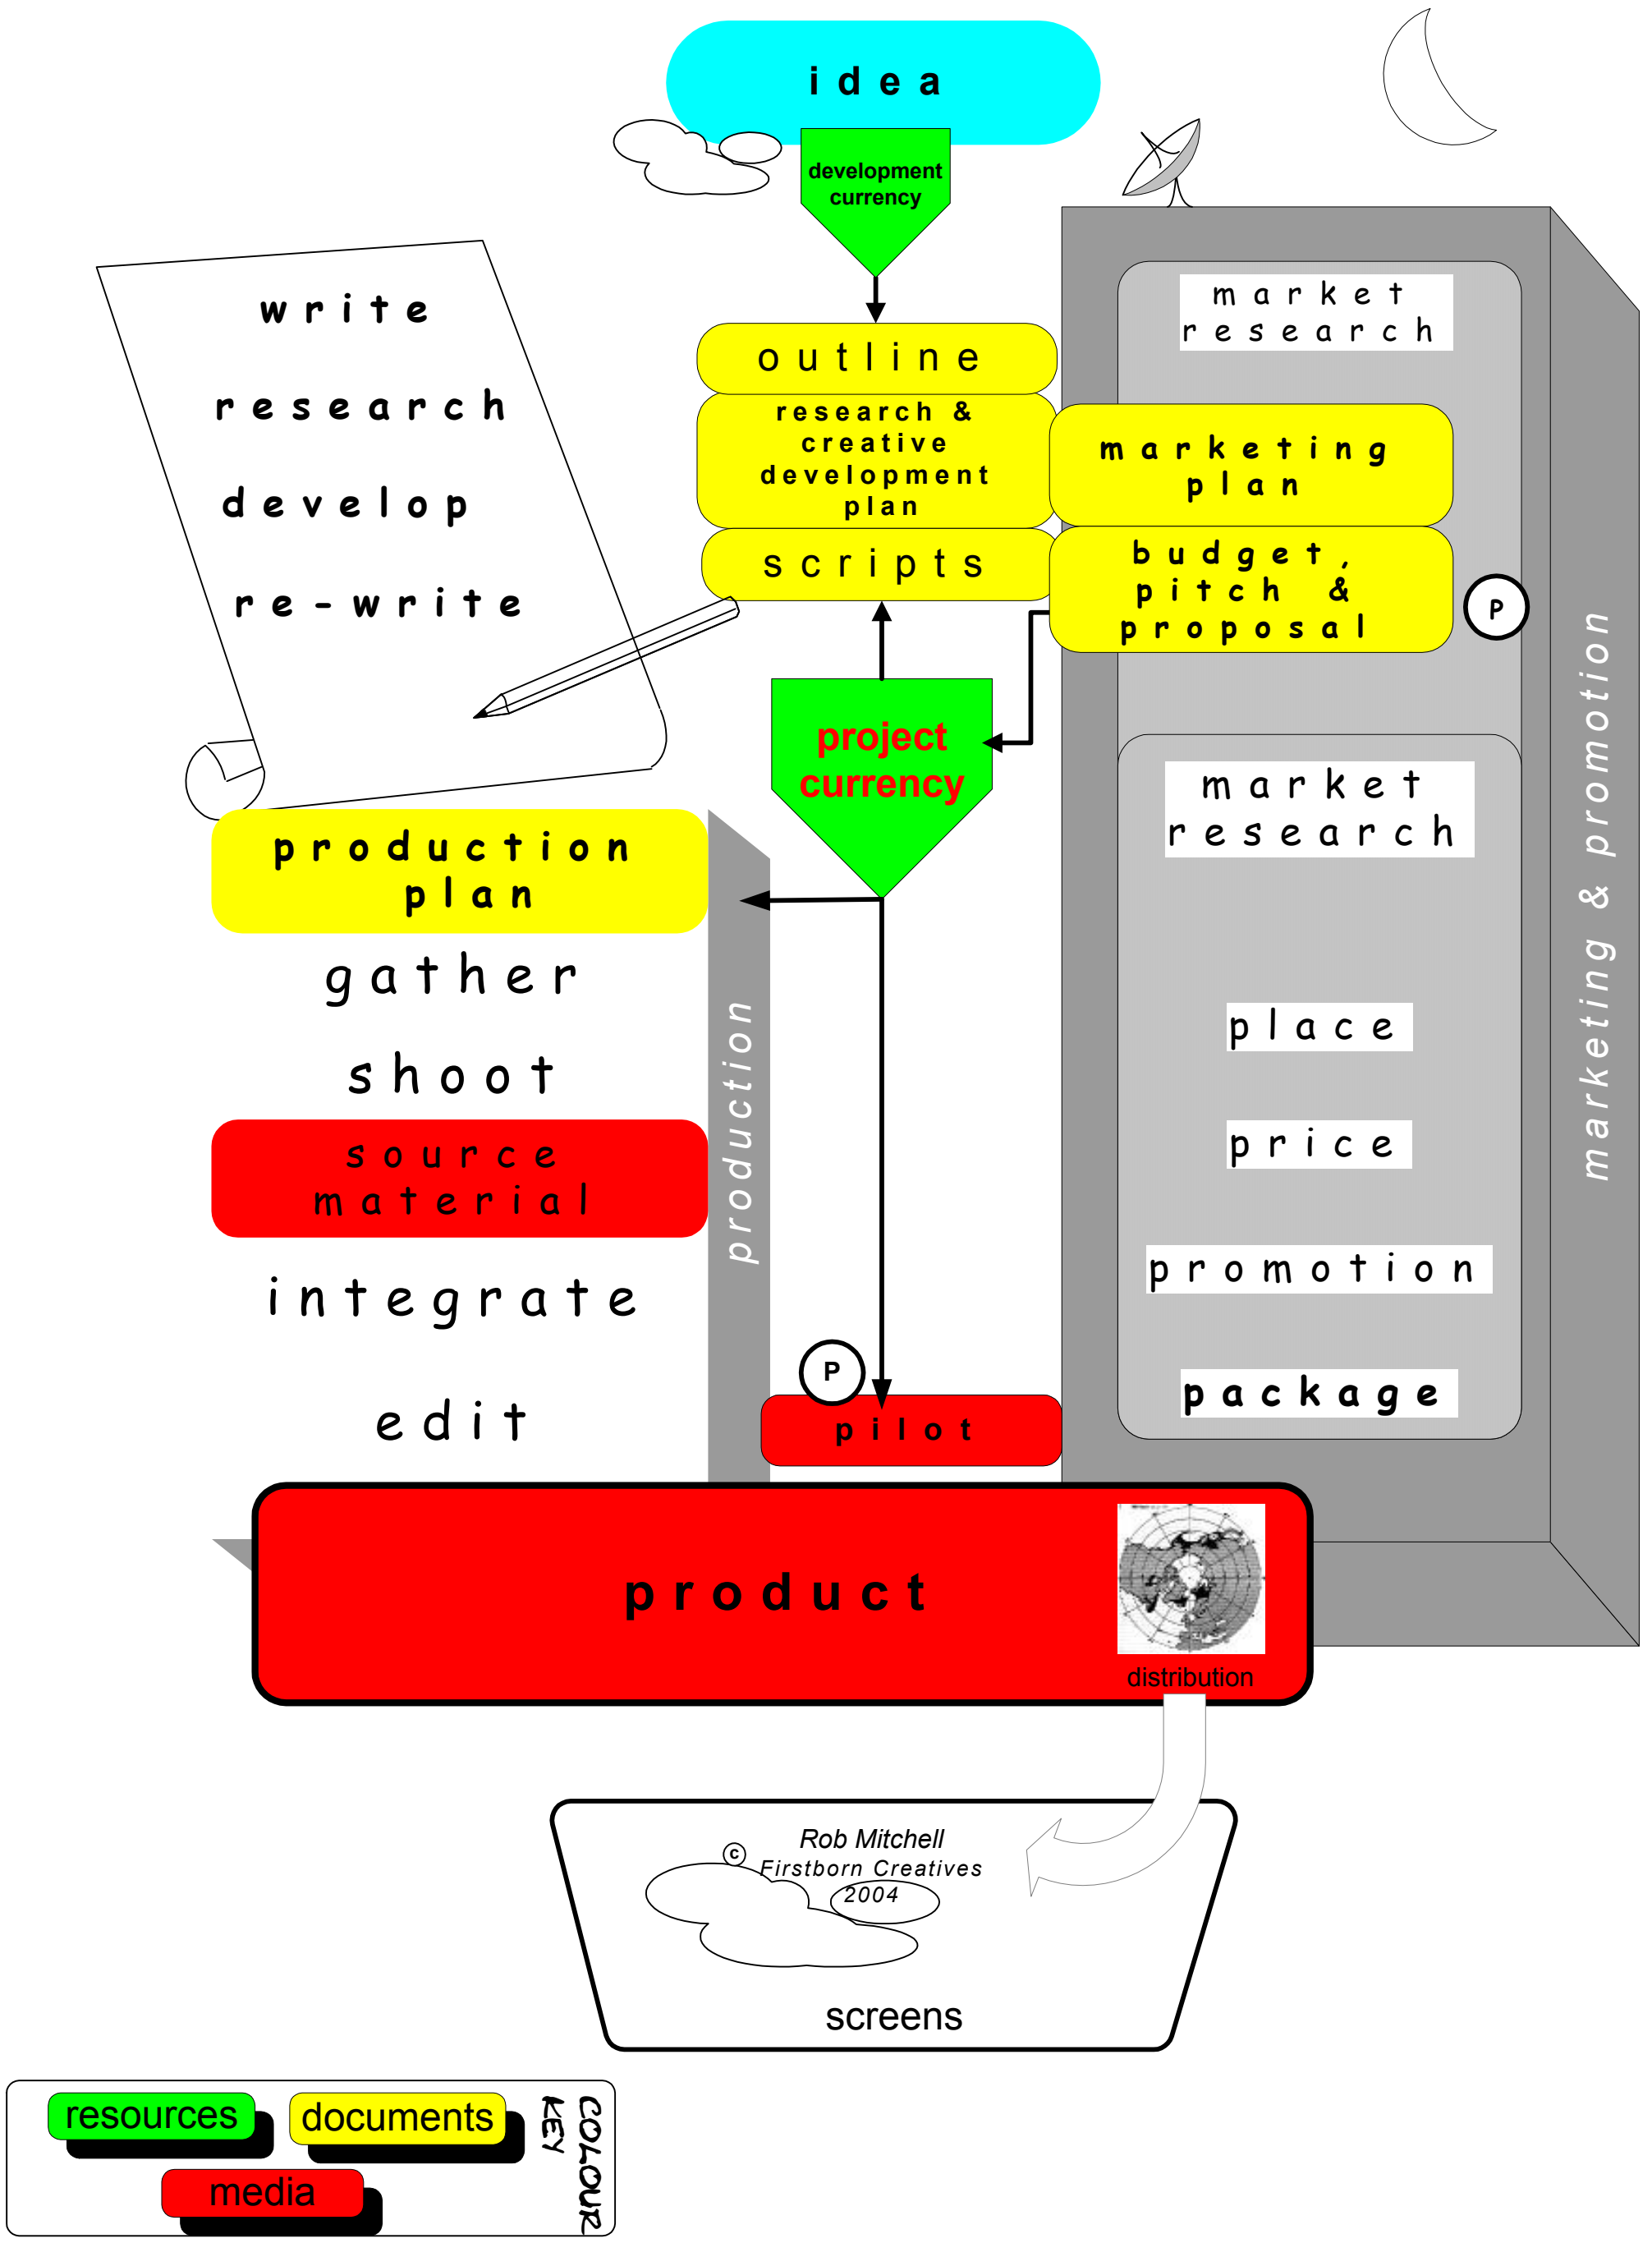 idea
development
currency
write
research
develop
re-write
outline
research &
creative
development
plan
scripts
market
research
marketing
plan
budget,
pitch &
proposal
P
project
currency
marketing & promotion
production
plan
gather
shoot
source
material
integrate
edit
production
P
pilot
market
research
place
price
promotion
package
product
distribution
c
Rob Mitchell
Firstborn Creatives
2004
screens
resources
documents
media
COLOUR
KEY